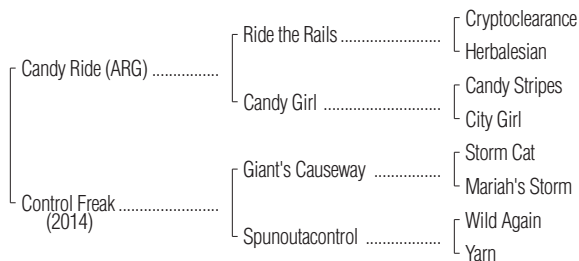 Cryptoclearance
Ride the Rails ....................
Herbalesian
Candy Ride (ARG) ................
Candy Stripes
Candy Girl ......................
City Girl
Storm Cat
Giant's Causeway ...............
Mariah's Storm
Control Freak ........................
(2014)
Wild Again
Spunoutacontrol ..................
Yarn